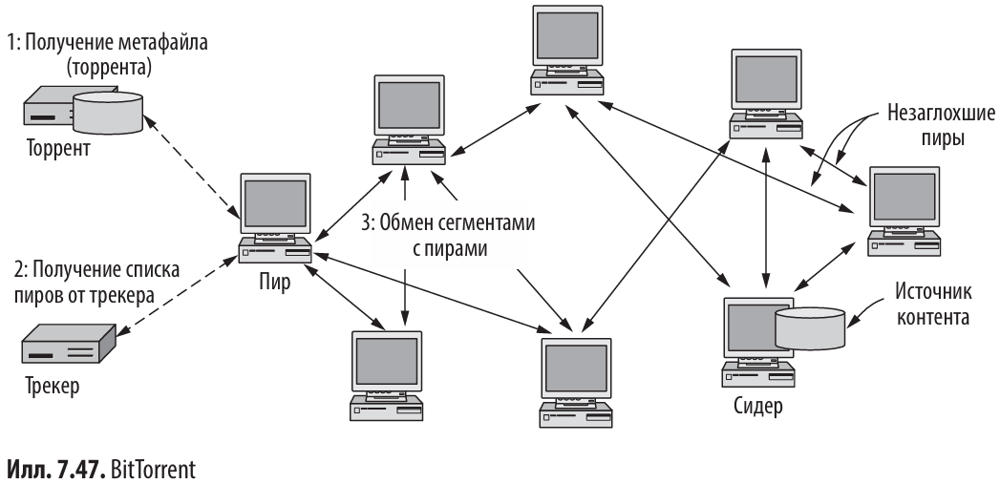 1: Получение метафайла
(торрента)
Торрент
2: Получение списка
пиров от трекера
Трекер
Пир
3: Обмен сегментами
с пирами
Незаглохшие
пиры
Источник
контента
Сидер
Илл. 7.47. BitTorrent